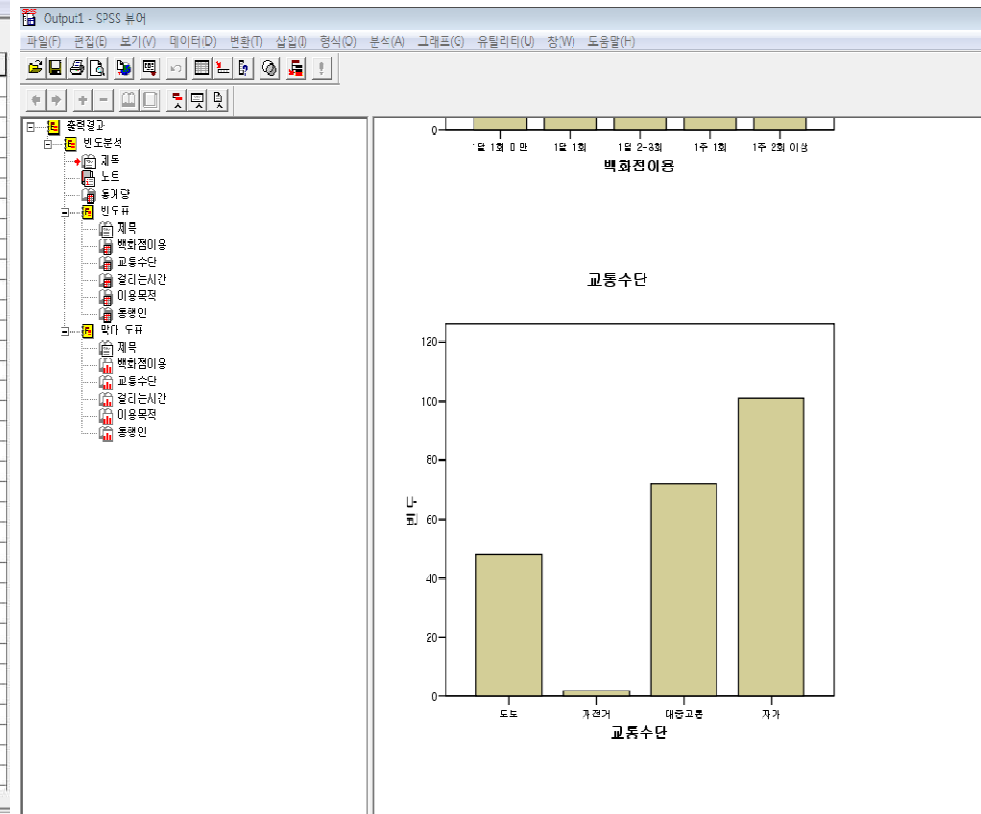 Output1 - SPSS 뷰어
파일(F) 편집(E) 보기(V) 데이터(D) 변환(T) 삽입(I) 형식(O) 분석(A) 그래프(G) 유틸리티(U) 창(W) 도움말(H)
출력결과
빈도분석
제목
노트
통계량
빈도표
제목
백화점이용
교통수단
걸리는시간
이용목적
동행인
막대 도표
제목
백화점이용
교통수단
걸리는시간
이용목적
동행인
0
1달 1회 미만 1달 1회 1달 2-3회 1주 1회 1주 2회 이상
백화점이용
교통수단
120
100
80
60
40
20
0
빈도
도보 자전거 대중교통 자가
교통수단